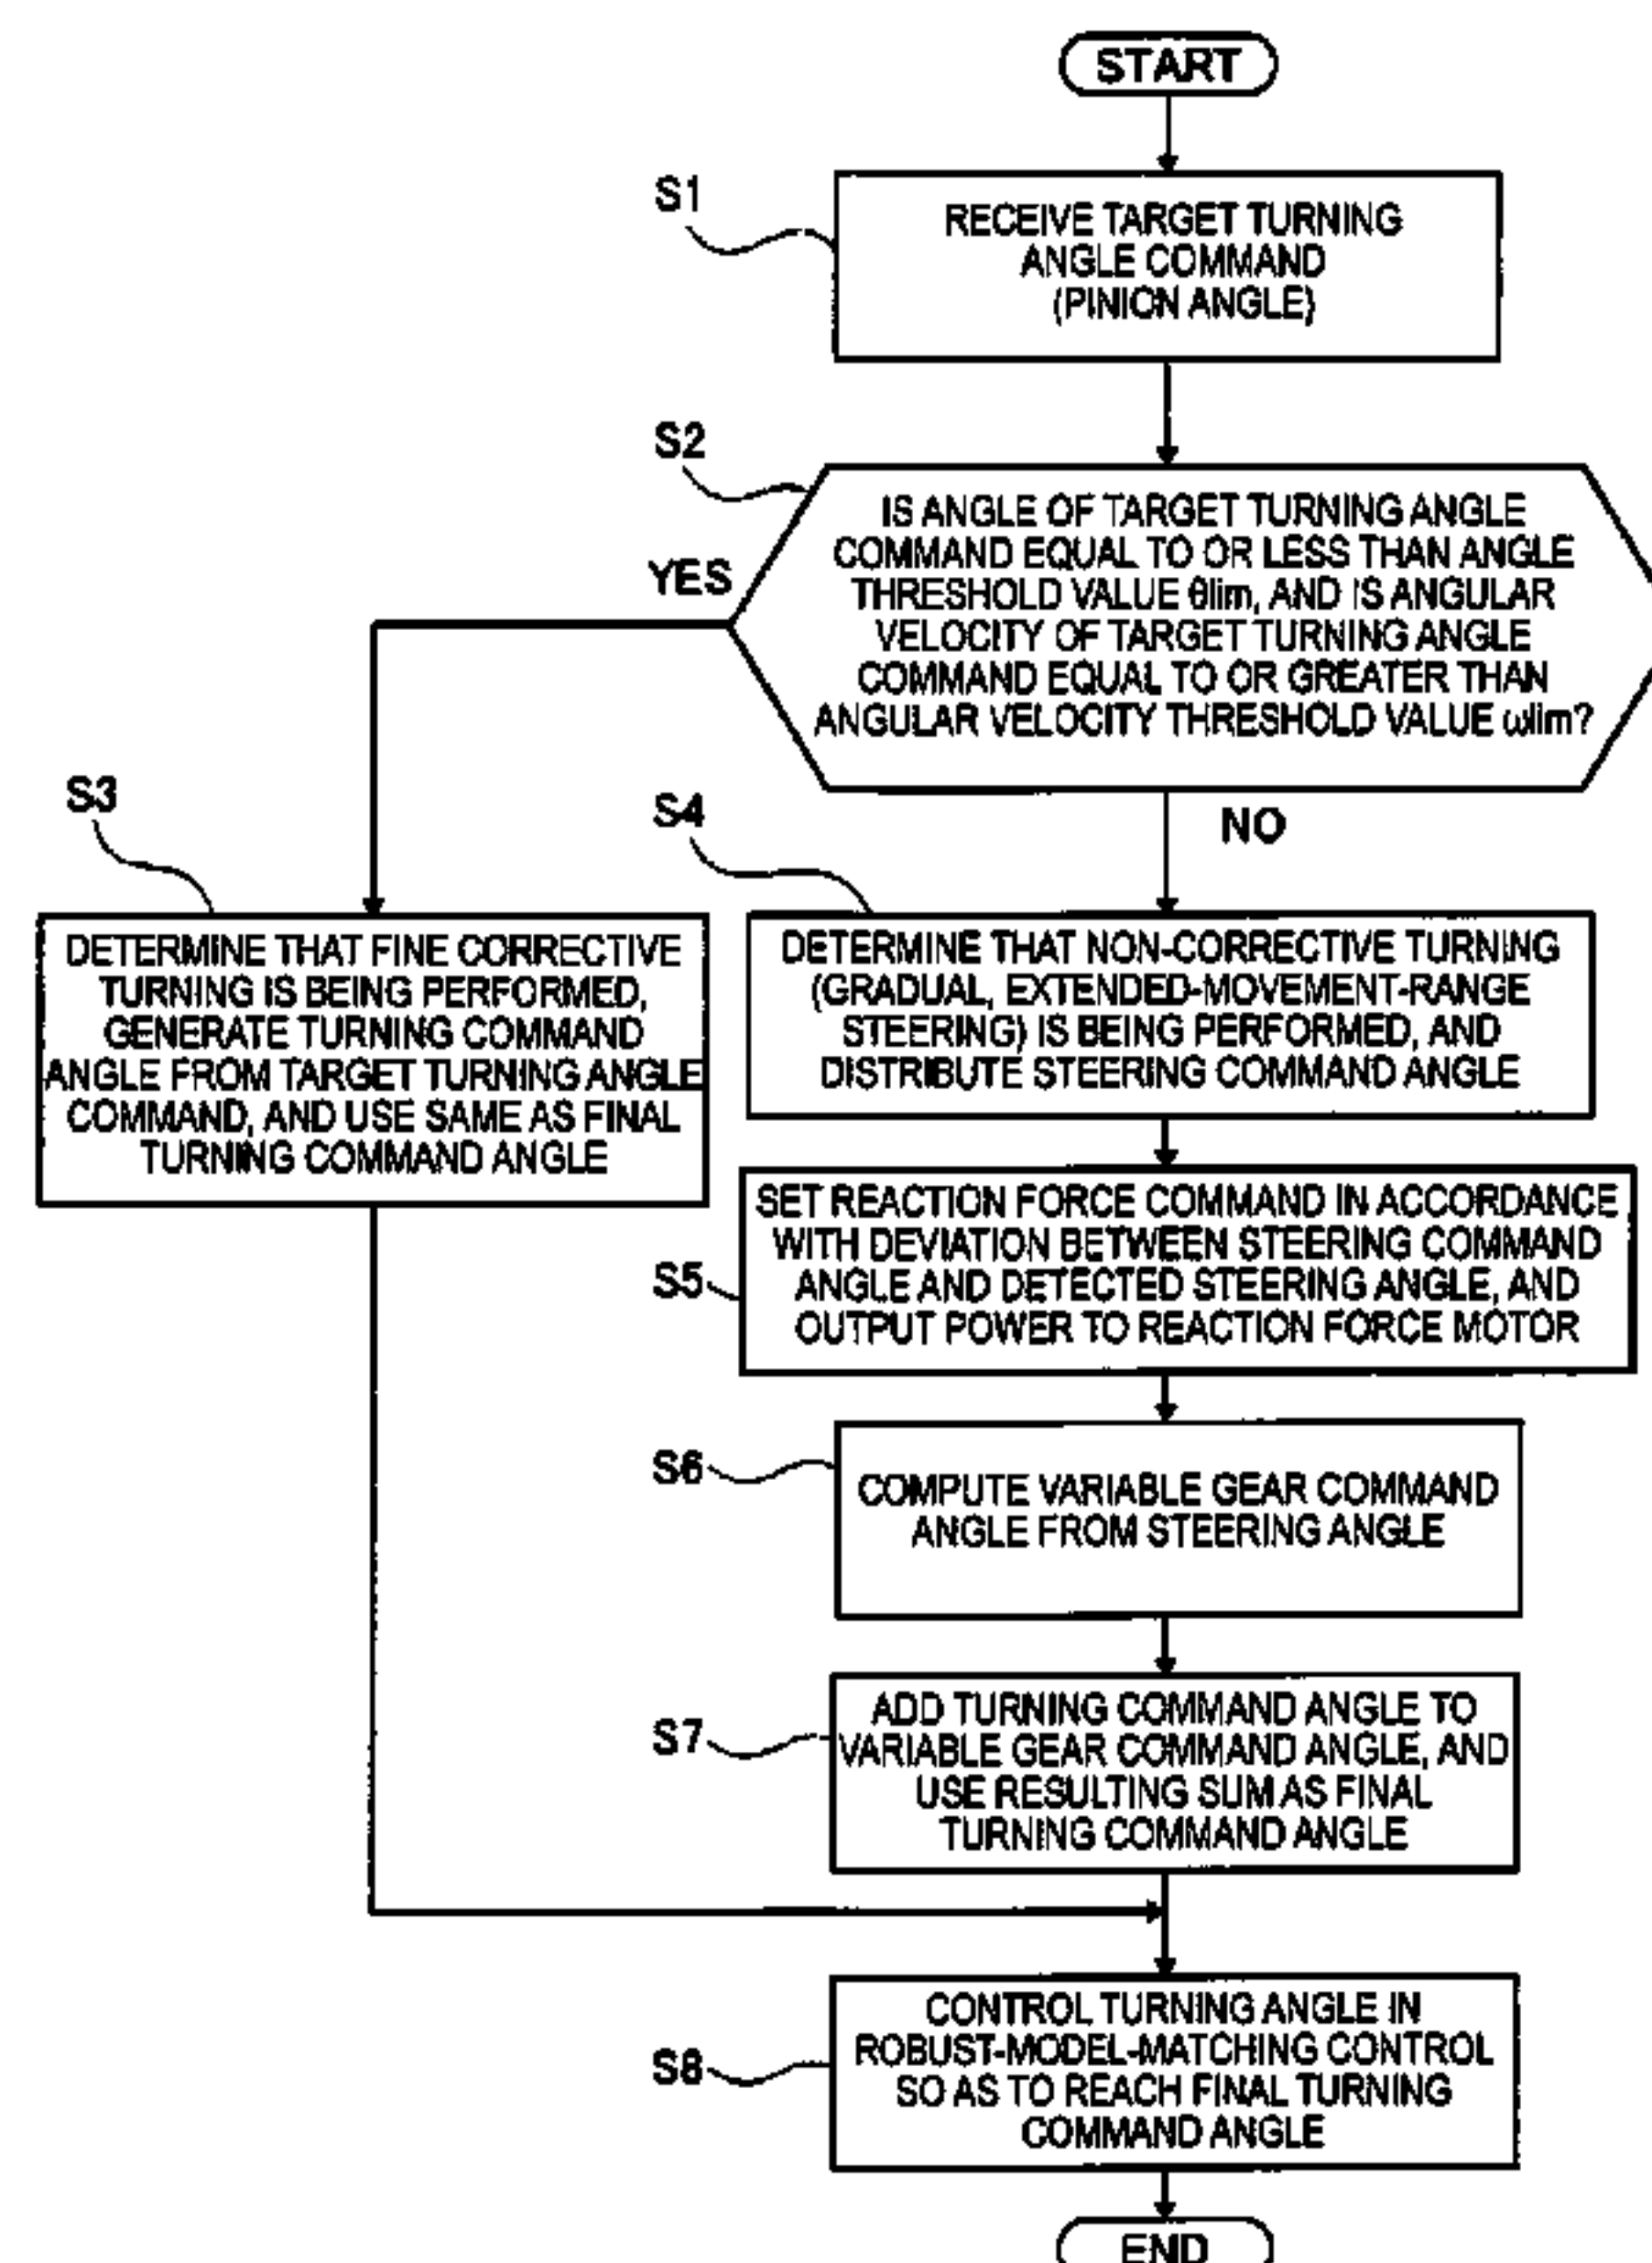 START
S1
RECEIVE TARGET TURNING
ANGLE COMMAND
(PINION ANGLE)
S2
IS ANGLE OF TARGET TURNING ANGLE
COMMAND EQUAL TO OR LESS THAN ANGLE
THRESHOLD VALUE θlim, AND IS ANGULAR
VELOCITY OF TARGET TURNING ANGLE
COMMAND EQUAL TO OR GREATER THAN
ANGULAR VELOCITY THRESHOLD VALUE ωlim?
YES
NO
S3
DETERMINE THAT FINE CORRECTIVE
TURNING IS BEING PERFORMED,
GENERATE TURNING COMMAND
ANGLE FROM TARGET TURNING ANGLE
COMMAND, AND USE SAME AS FINAL
TURNING COMMAND ANGLE
S4
DETERMINE THAT NON-CORRECTIVE TURNING
(GRADUAL, EXTENDED-MOVEMENT-RANGE
STEERING) IS BEING PERFORMED, AND
DISTRIBUTE STEERING COMMAND ANGLE
S5
SET REACTION FORCE COMMAND IN ACCORDANCE
WITH DEVIATION BETWEEN STEERING COMMAND
ANGLE AND DETECTED STEERING ANGLE, AND
OUTPUT POWER TO REACTION FORCE MOTOR
S6
COMPUTE VARIABLE GEAR COMMAND
ANGLE FROM STEERING ANGLE
S7
ADD TURNING COMMAND ANGLE TO
VARIABLE GEAR COMMAND ANGLE, AND
USE RESULTING SUM AS FINAL
TURNING COMMAND ANGLE
S8
CONTROL TURNING ANGLE IN
ROBUST-MODEL-MATCHING CONTROL
SO AS TO REACH FINAL TURNING
COMMAND ANGLE
END